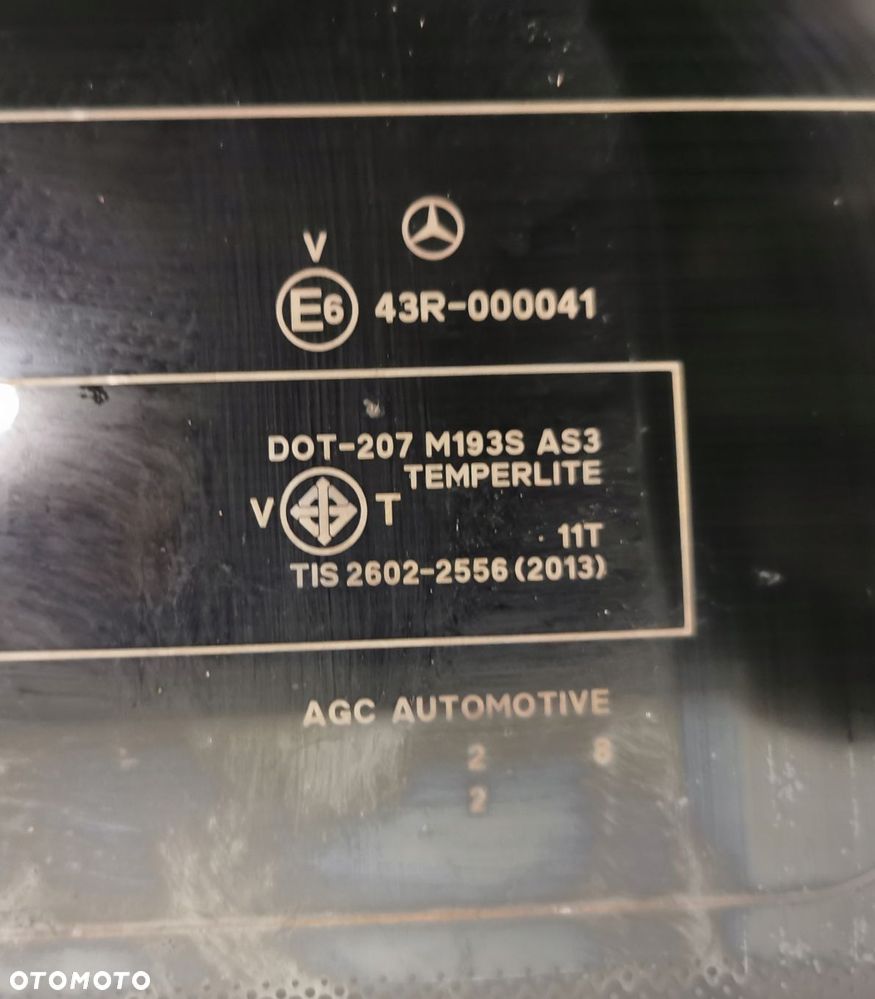 V
E6 43R-000041
DOT-207 M193S AS3
TEMPERLITE
V T
· 11T
TIS 2602-2556 (2013)
AGC AUTOMOTIVE
2 8
2
OTOMOTO